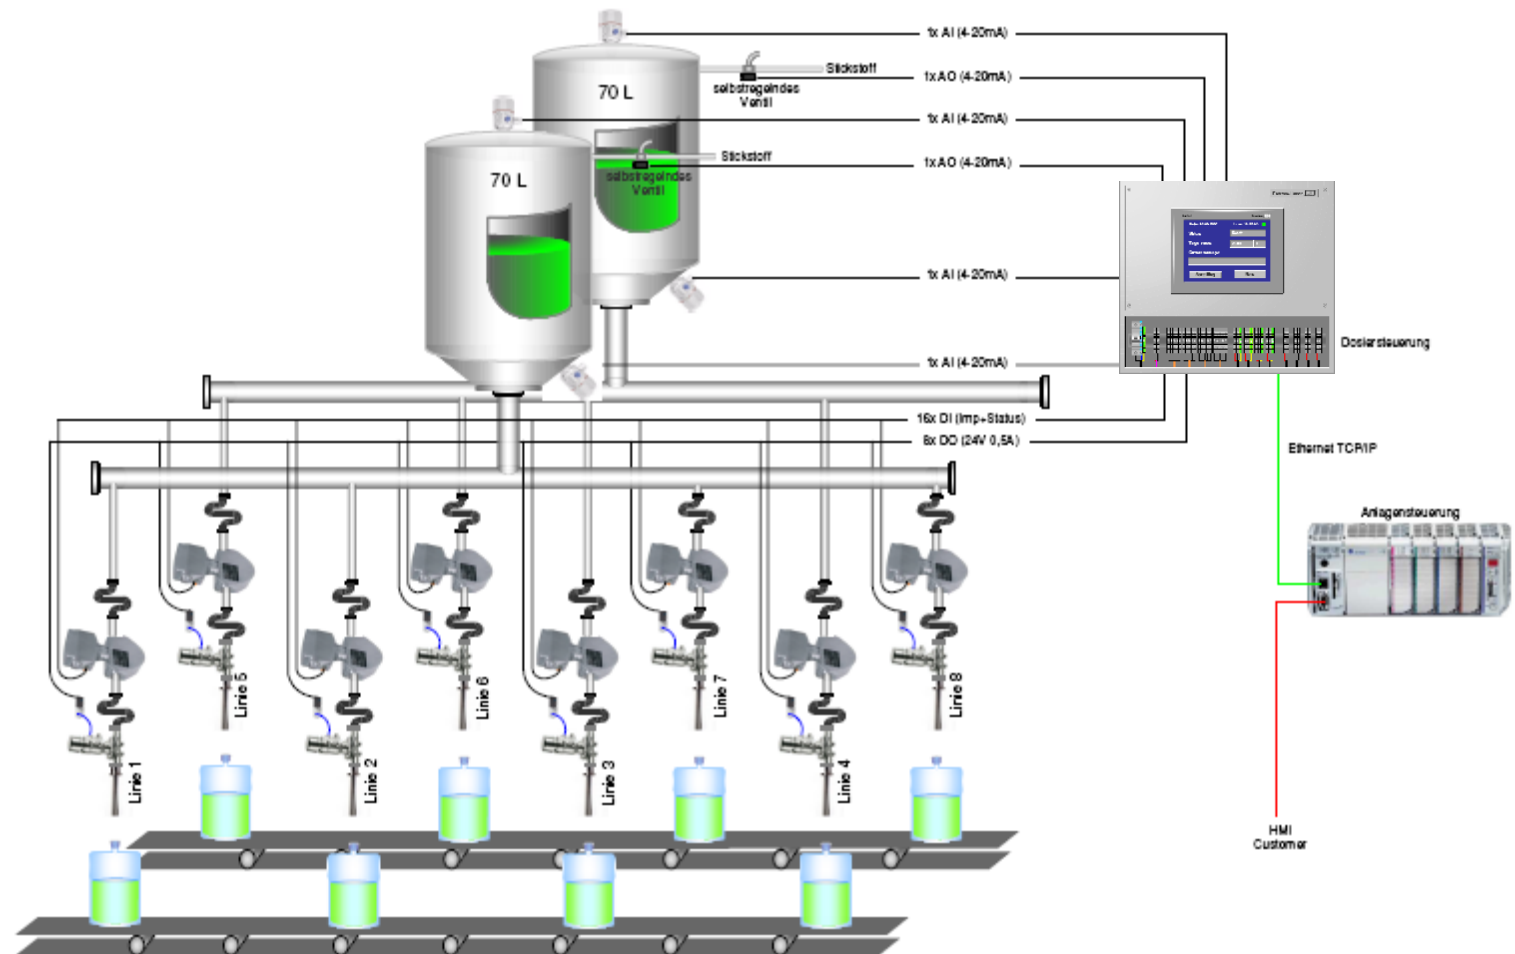 1x AI (4-20mA)
Stickstoff
1x AO (4-20mA)
selbstregelndes
Ventil
70 L
1x AI (4-20mA)
Stickstoff
1x AO (4-20mA)
selbstregelndes
Ventil
70 L
1x AI (4-20mA)
Dosiersteuerung
1x AI (4-20mA)
16x DI (Imp+Status)
8x DO (24V 0,5A)
Ethernet TCP/IP
Anlagensteuerung
Linie 5
Linie 6
Linie 7
Linie 8
Linie 1
Linie 2
Linie 3
Linie 4
HMI
Customer